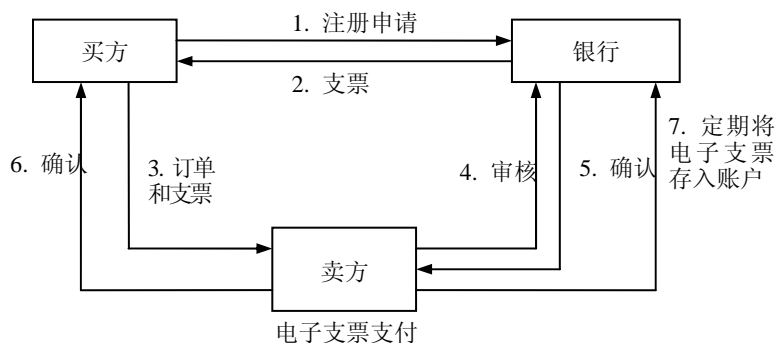 1. 注册申请
买方
银行
2. 支票
6. 确认
3. 订单
和支票
4. 审核
5. 确认
7. 定期将
电子支票
存入账户
卖方
电子支票支付